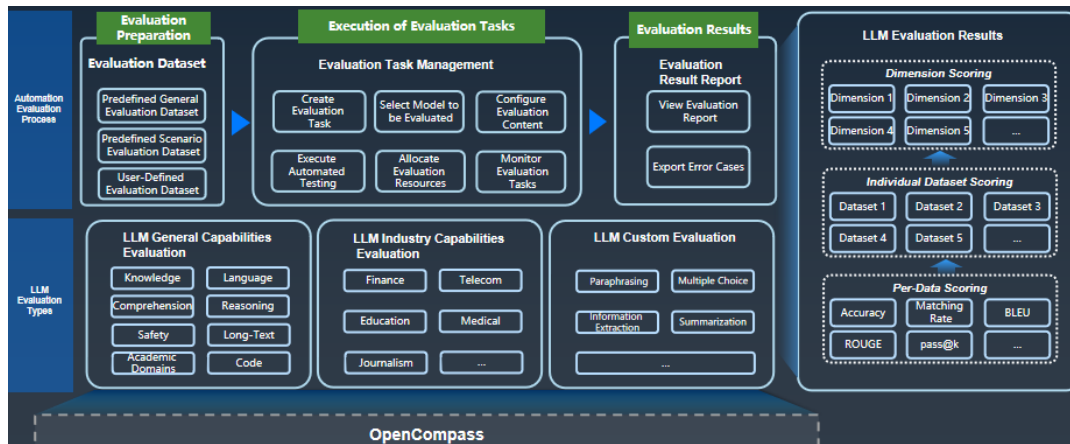 Automation
Evaluation
Process
Evaluation
Preparation
Evaluation Dataset
Predefined General
Evaluation Dataset
Predefined Scenario
Evaluation Dataset
User-Defined
Evaluation Dataset
Execution of Evaluation Tasks
Evaluation Task Management
Create
Evaluation
Task
Select Model to
be Evaluated
Configure
Evaluation
Content
Execute
Automated
Testing
Allocate
Evaluation
Resources
Monitor
Evaluation
Tasks
Evaluation Results
Evaluation
Result Report
View Evaluation
Report
Export Error Cases
LLM
Evaluation
Types
LLM General Capabilities
Evaluation
Knowledge
Language
Comprehension
Reasoning
Safety
Long-Text
Academic
Domains
Code
LLM Industry Capabilities
Evaluation
Finance
Telecom
Education
Medical
Journalism
...
LLM Custom Evaluation
Paraphrasing
Multiple Choice
Information
Extraction
Summarization
...
LLM Evaluation Results
Dimension Scoring
Dimension 1
Dimension 2
Dimension 3
Dimension 4
Dimension 5
...
Individual Dataset Scoring
Dataset 1
Dataset 2
Dataset 3
Dataset 4
Dataset 5
...
Per-Data Scoring
Accuracy
Matching
Rate
BLEU
ROUGE
pass@k
...
OpenCompass